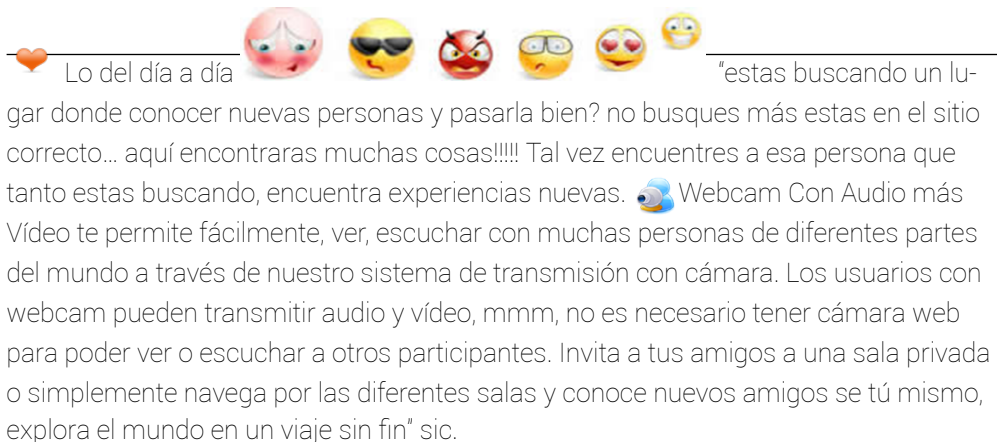 Lo del día a día "estas buscando un lu-
gar donde conocer nuevas personas y pasarla bien? no busques más estas en el sitio
correcto... aquí encontraras muchas cosas!!!!! Tal vez encuentres a esa persona que
tanto estas buscando, encuentra experiencias nuevas. Webcam Con Audio más
Vídeo te permite fácilmente, ver, escuchar con muchas personas de diferentes partes
del mundo a través de nuestro sistema de transmisión con cámara. Los usuarios con
webcam pueden transmitir audio y vídeo, mmm, no es necesario tener cámara web
para poder ver o escuchar a otros participantes. Invita a tus amigos a una sala privada
o simplemente navega por las diferentes salas y conoce nuevos amigos se tú mismo,
explora el mundo en un viaje sin fin" sic.